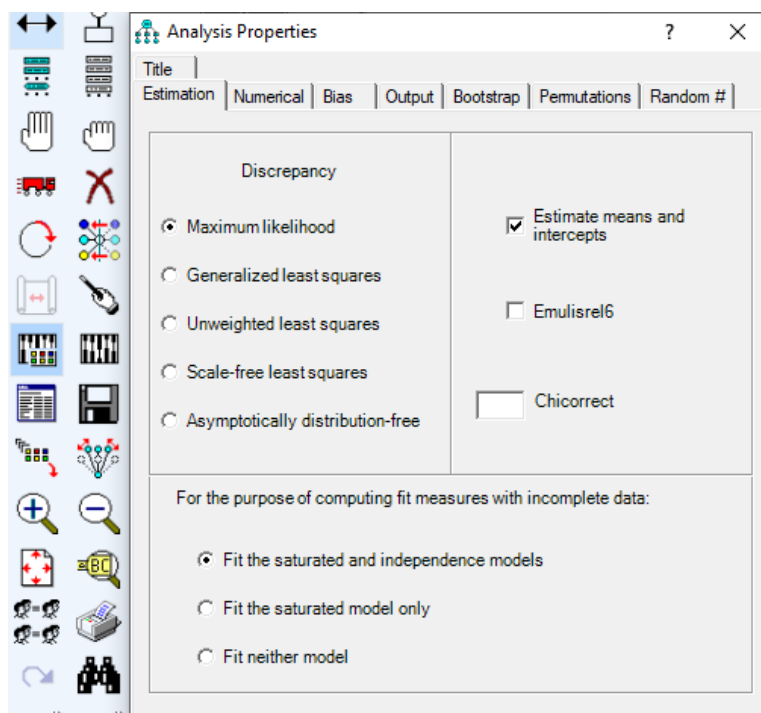 Analysis Properties
?
Title
Estimation Numerical Bias Output Bootstrap Permutations Random #
Discrepancy
Maximum likelihood
Generalized least squares
Unweighted least squares
Scale-free least squares
Asymptotically distribution-free
Estimate means and
intercepts
Emulisrel6
Chicorrect
For the purpose of computing fit measures with incomplete data:
Fit the saturated and independence models
Fit the saturated model only
Fit neither model
BC